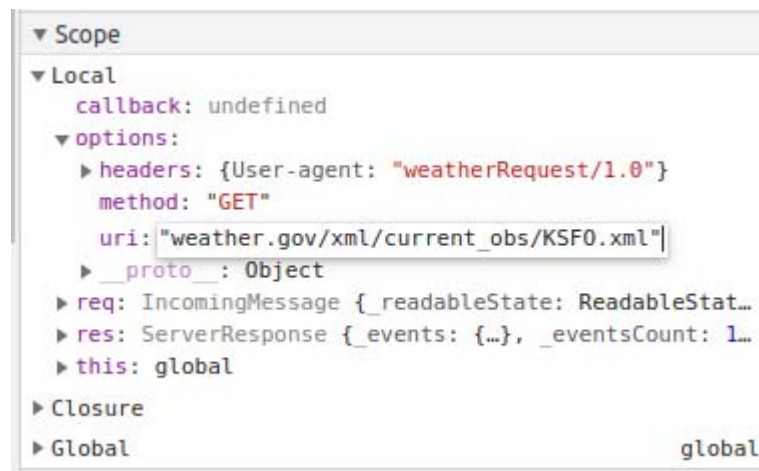 Scope
Local
callback: undefined
options:
headers: {User-agent: "weatherRequest/1.0"}
method: "GET"
uri: "weather.gov/xml/current_obs/KSFO.xml"
__proto__: Object
req: IncomingMessage {_readableState: ReadableStat…
res: ServerResponse {_events: {…}, _eventsCount: 1…
this: global
Closure
Global global